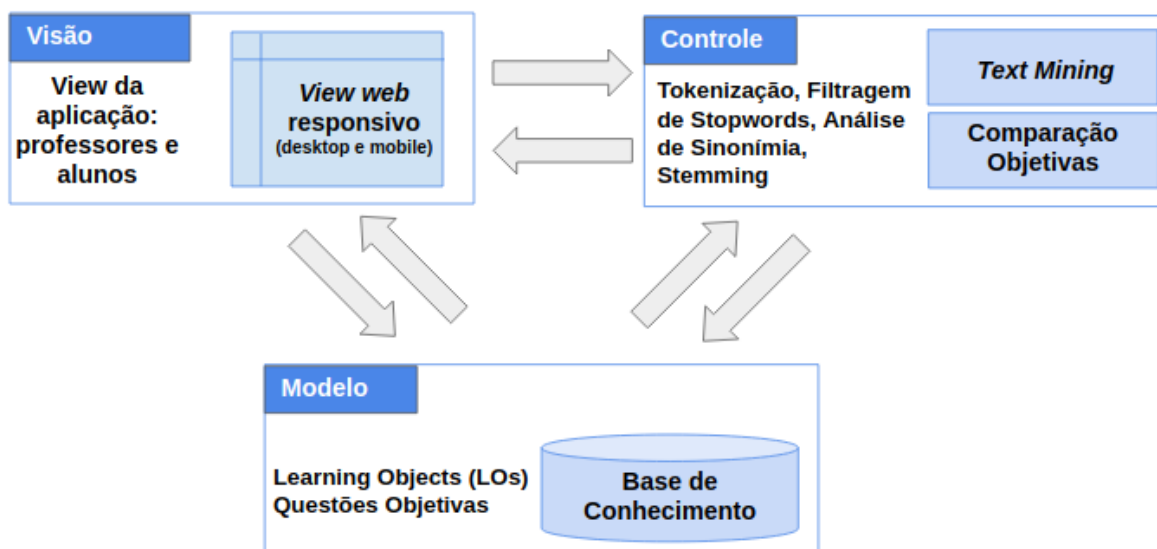 Visão
View da
aplicação:
professores e
alunos
View web
responsivo
(desktop e mobile)
Controle
Tokenização, Filtragem
de Stopwords, Análise
de Sinonímia,
Stemming
Text Mining
Comparação
Objetivas
Modelo
Learning Objects (LOs)
Questões Objetivas
Base de
Conhecimento